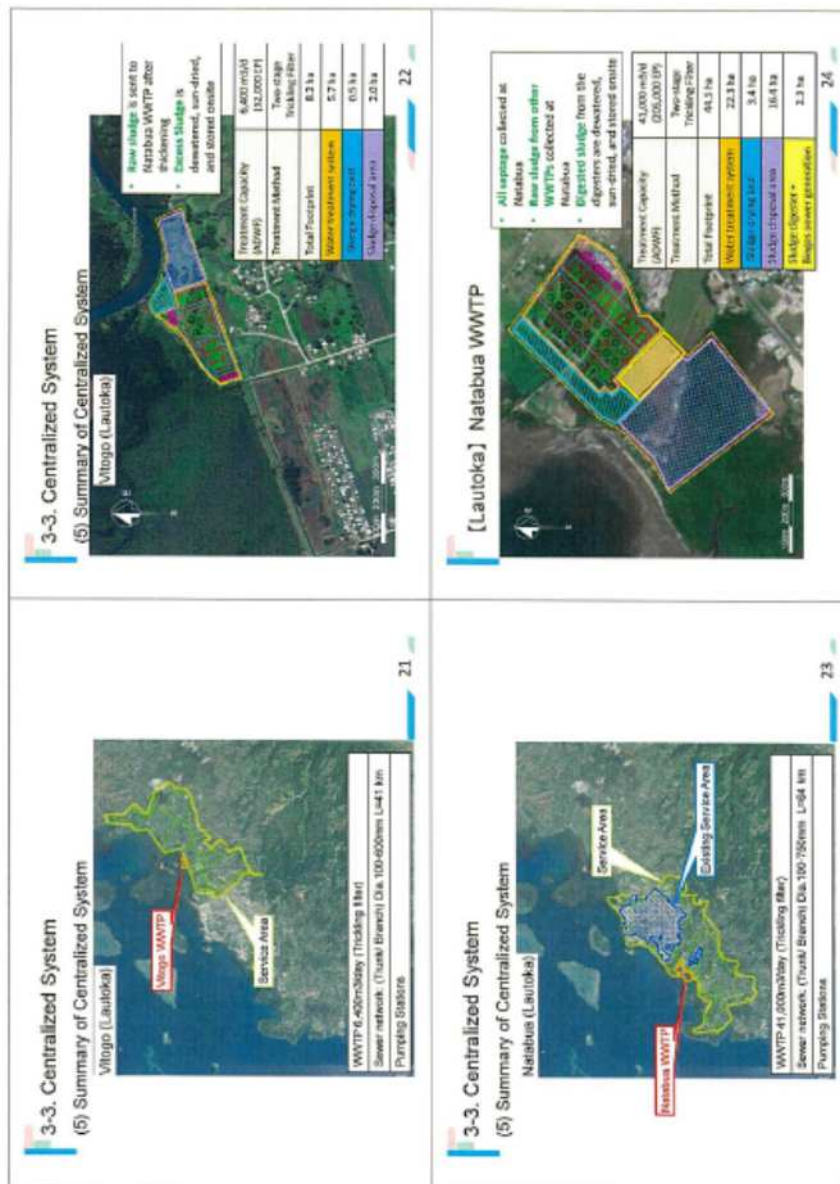 3-3. Centralized System
(5) Summary of Centralized System
Vitogo (Lautoka)
Vitogo WWTP
Service Area
WWTP 6,400m3/day (Trickling filter)
Sewer network. (Trunk/ Branch) Dia.100-600mm L=41 km
Pumping Stations
21
3-3. Centralized System
(5) Summary of Centralized System
Vitogo (Lautoka)
• Raw sludge is sent to
Natabua WWTP after
thickening
• Excess Sludge is
dewatered, sun-dried,
and stored onsite
Treatment Capacity (ADWF) 6,400 m3/d (32,000 EP)
Treatment Method Two-stage Trickling Filter
Total Footprint 8.2 ha
Water treatment system 5.7 ha
Sludge drying bed 0.5 ha
Sludge disposal area 2.0 ha
22
3-3. Centralized System
(5) Summary of Centralized System
Natabua (Lautoka)
Service Area
Existing Service Area
Natabua WWTP
WWTP 41,000m3/day (Trickling filter)
Sewer network. (Trunk/ Branch) Dia.100-750mm L=84 km
Pumping Stations
23
[Lautoka] Natabua WWTP
• All septage collected at
Natabua
• Raw sludge from other
WWTPs collected at
Natabua
• Digested sludge from the
digesters are dewatered,
sun-dried, and stored onsite
Treatment Capacity (ADWF) 41,000 m3/d (205,000 EP)
Treatment Method Two-stage Trickling Filter
Total Footprint 44.3 ha
Water treatment system 22.3 ha
Sludge drying bed 3.4 ha
Sludge disposal area 16.4 ha
Sludge digester + Biogas power generation 2.3 ha
24